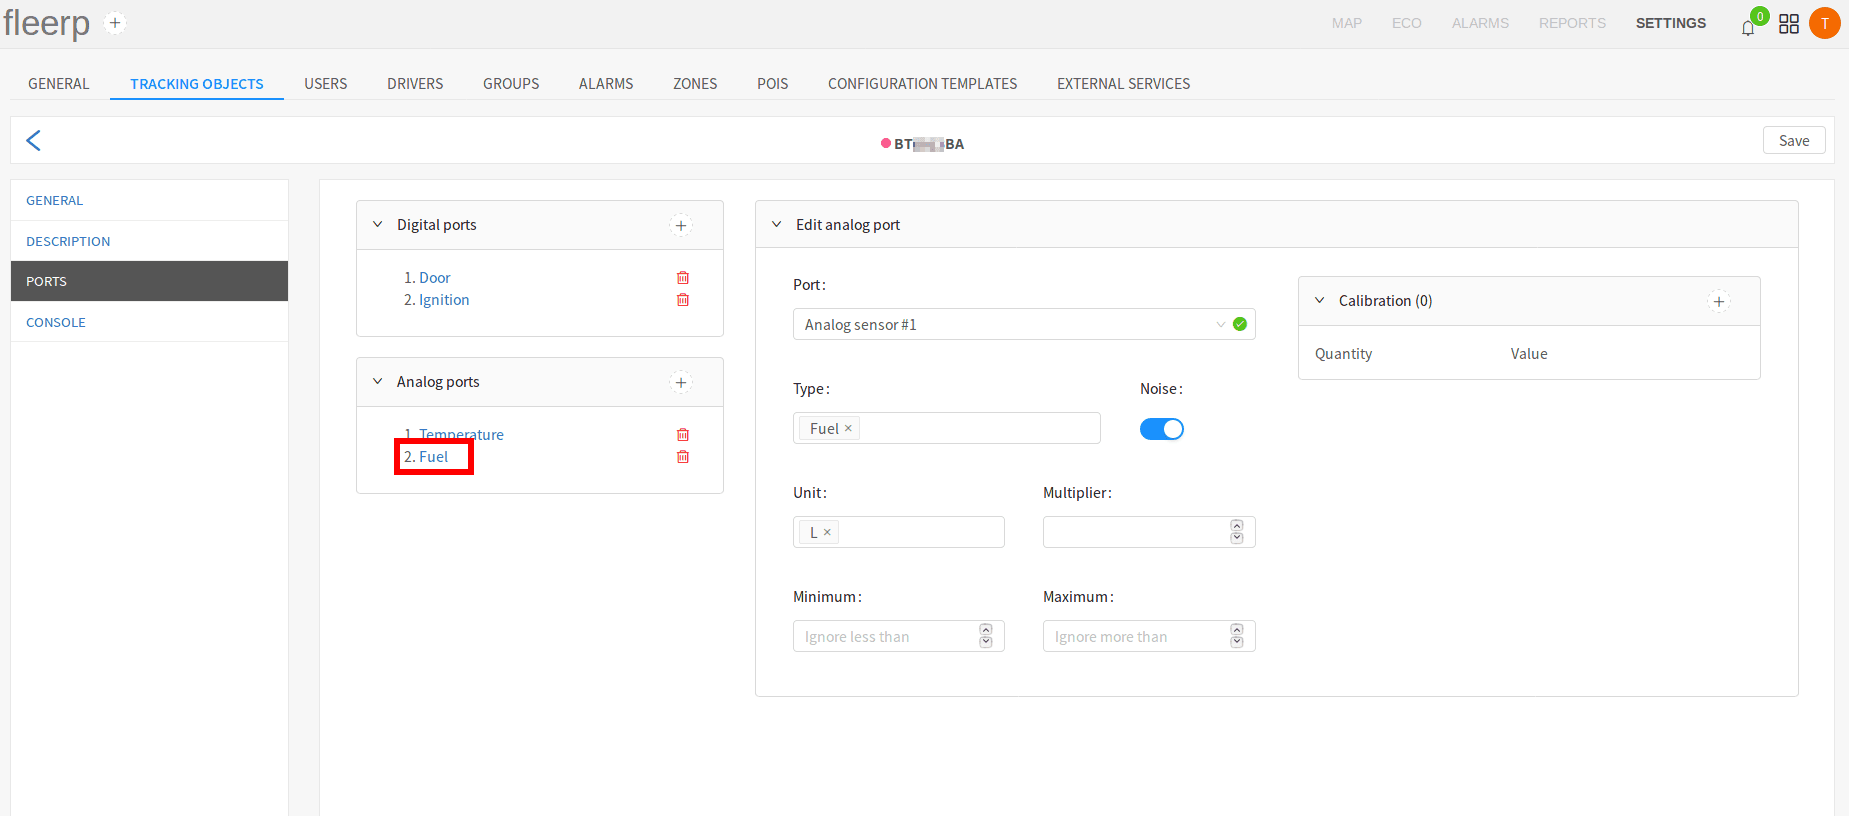 fleerp +
MAP ECO ALARMS REPORTS SETTINGS 0 T
GENERAL TRACKING OBJECTS USERS DRIVERS GROUPS ALARMS ZONES POIS CONFIGURATION TEMPLATES EXTERNAL SERVICES
BT BA
Save
GENERAL
DESCRIPTION
PORTS
CONSOLE
Digital ports
1. Door
2. Ignition
Analog ports
1. Temperature
2. Fuel
Edit analog port
Port:
Analog sensor #1
Type:
Fuel ×
Noise:
Unit:
L ×
Multiplier:
Minimum:
Ignore less than
Maximum:
Ignore more than
Calibration (0)
Quantity Value